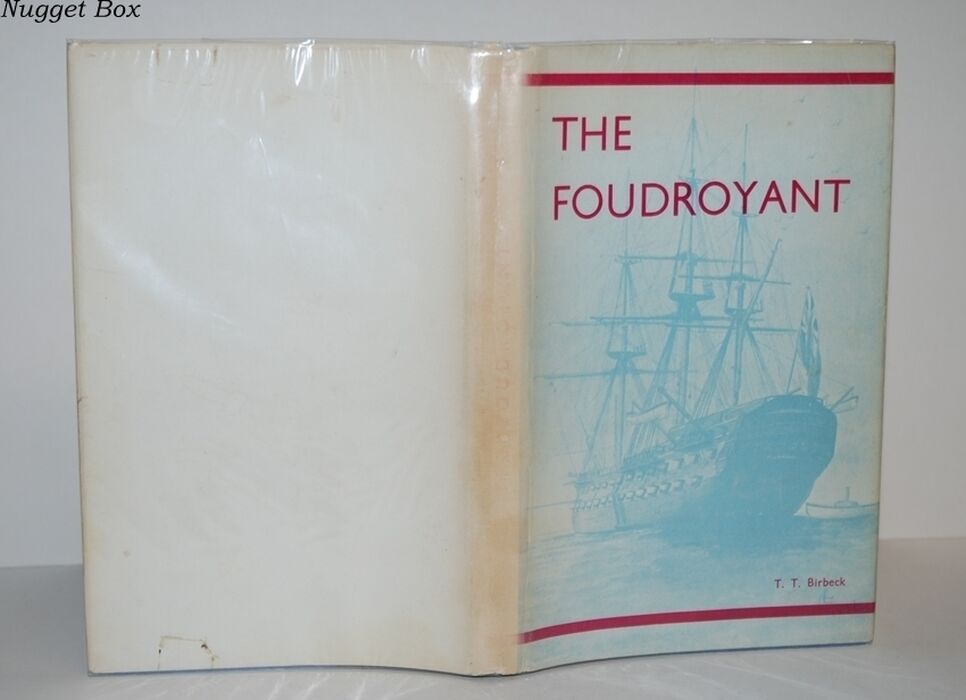 Nugget Box
THE
FOUDROYANT
T. T. Birbeck